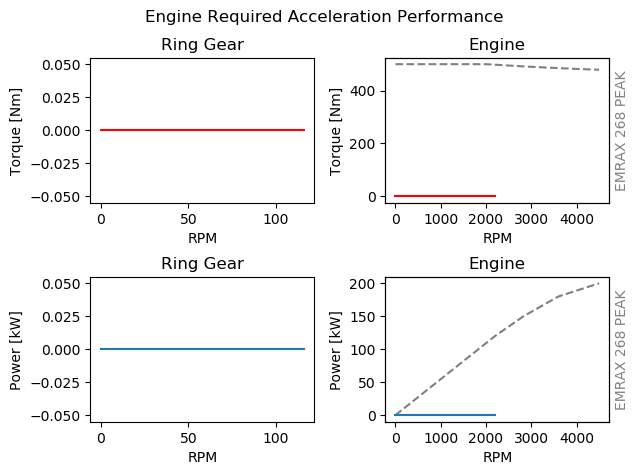 Engine Required Acceleration Performance
Ring Gear
Engine
Torque [Nm]
0.050
0.025
0.000
−0.025
−0.050
0 50 100
RPM
Torque [Nm]
400
200
0
0 1000 2000 3000 4000
RPM
EMRAX 268 PEAK
Ring Gear
Engine
Power [kW]
0.050
0.025
0.000
−0.025
−0.050
0 50 100
RPM
Power [kW]
200
150
100
50
0
0 1000 2000 3000 4000
RPM
EMRAX 268 PEAK